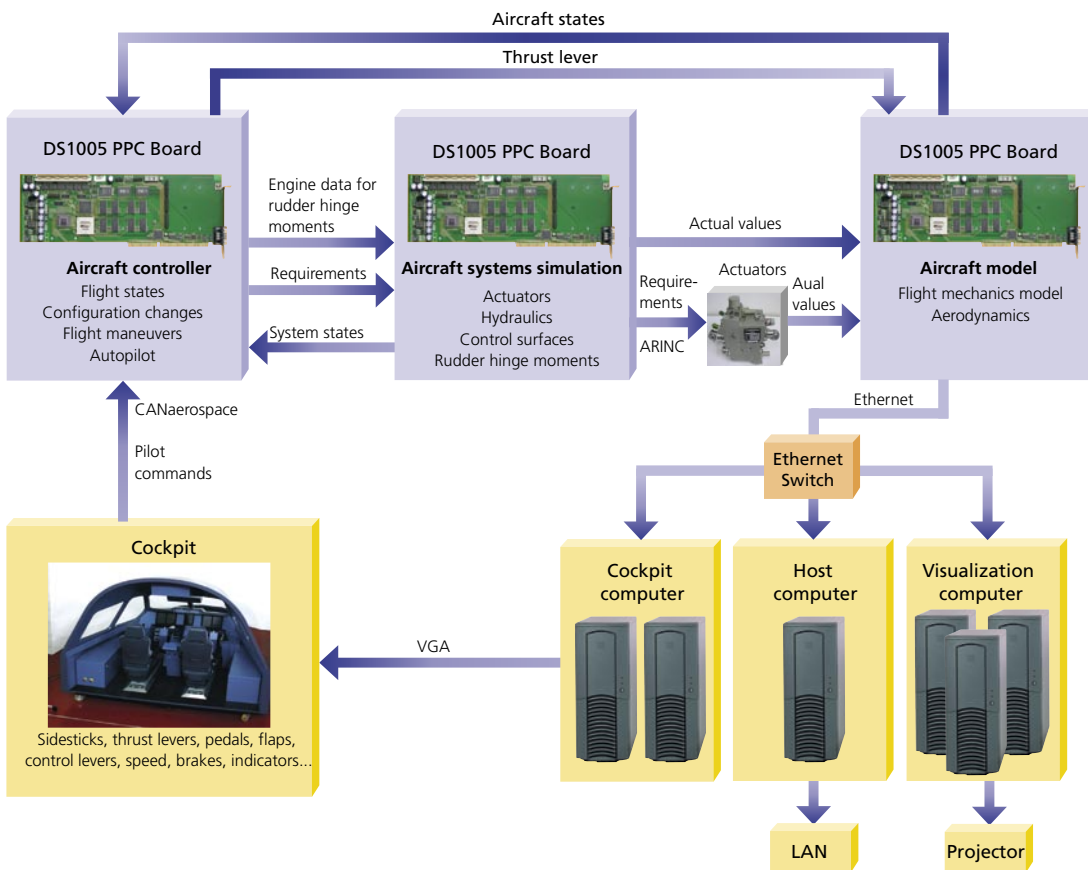 Aircraft states
Thrust lever
DS1005 PPC Board
Aircraft controller
Flight states
Configuration changes
Flight maneuvers
Autopilot
Engine data for
rudder hinge
moments
Requirements
System states
DS1005 PPC Board
Aircraft systems simulation
Actuators
Hydraulics
Control surfaces
Rudder hinge moments
Actual values
Require-
ments
ARINC
Actuators
Aual
values
DS1005 PPC Board
Aircraft model
Flight mechanics model
Aerodynamics
CANaerospace
Pilot
commands
Ethernet
Ethernet
Switch
Cockpit
Sidesticks, thrust levers, pedals, flaps,
control levers, speed, brakes, indicators...
VGA
Cockpit
computer
Host
computer
Visualization
computer
LAN
Projector